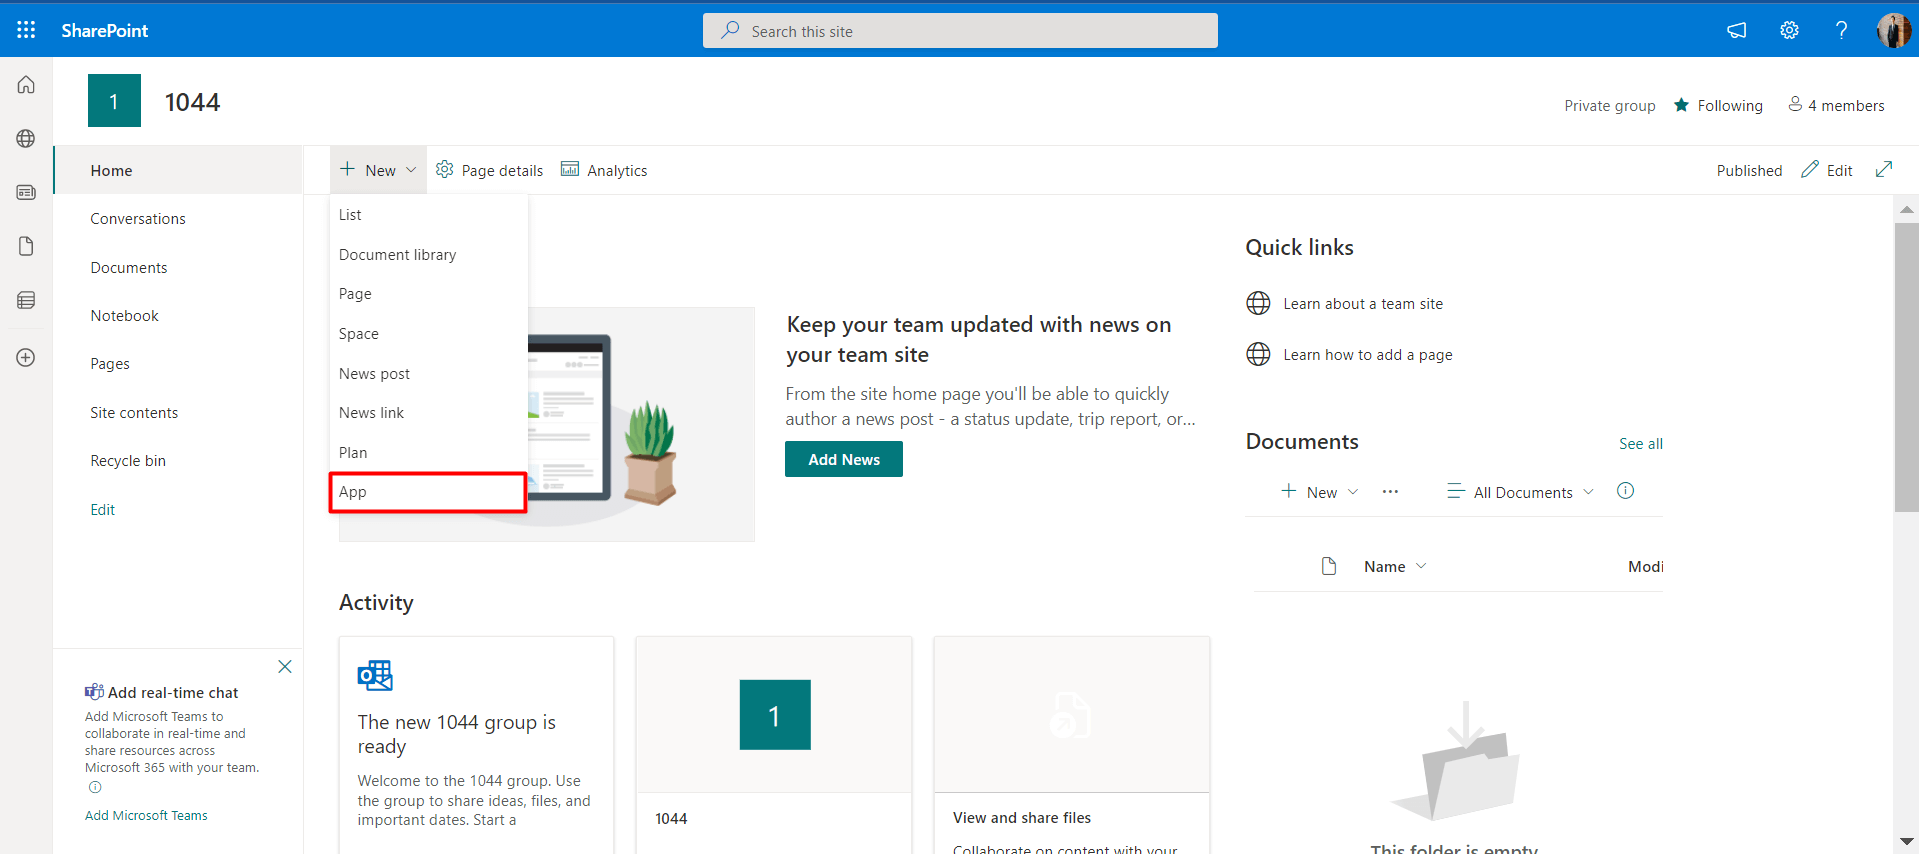 SharePoint
Search this site
?
1
1044
Private group
Following
4 members
Home
Conversations
Documents
Notebook
Pages
Site contents
Recycle bin
Edit
New
Page details
Analytics
Published
Edit
List
Document library
Page
Space
News post
News link
Plan
App
Keep your team updated with news on
your team site
From the site home page you'll be able to quickly
author a news post - a status update, trip report, or...
Add News
Quick links
Learn about a team site
Learn how to add a page
Documents
See all
New
All Documents
Name
Modi
This folder is empty
Activity
The new 1044 group is
ready
Welcome to the 1044 group. Use
the group to share ideas, files, and
important dates. Start a
1
1044
View and share files
Collaborate on content with your
Add real-time chat
Add Microsoft Teams to
collaborate in real-time and
share resources across
Microsoft 365 with your team.
Add Microsoft Teams